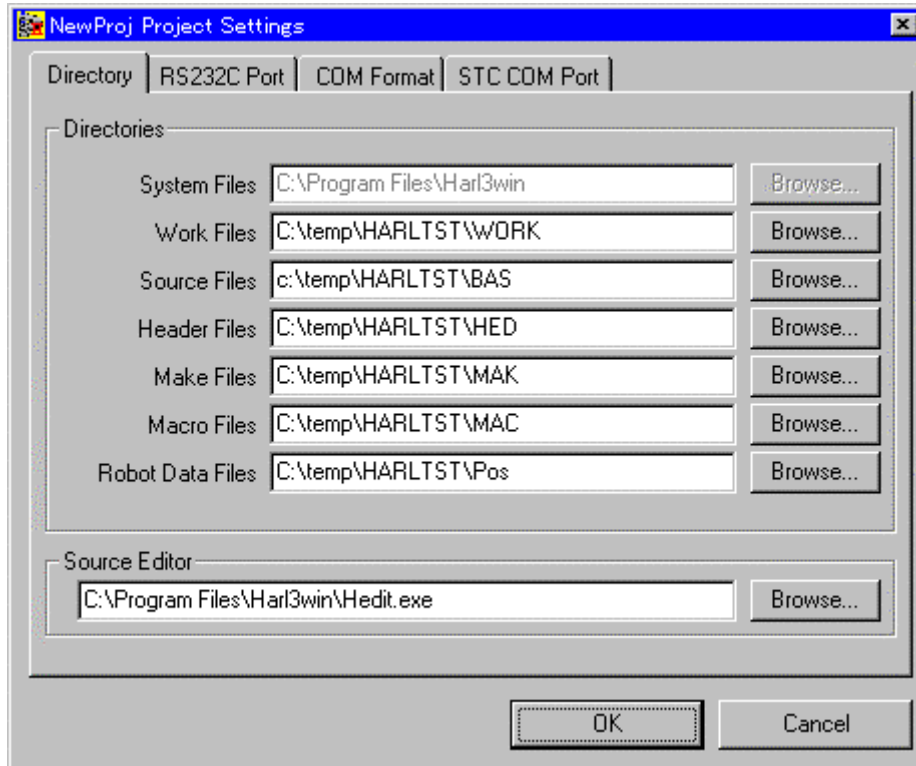 NewProj Project Settings
Directory RS232C Port COM Format STC COM Port
Directories
System Files C:\Program Files\Harl3win Browse...
Work Files C:\temp\HARLTST\WORK Browse...
Source Files c:\temp\HARLTST\BAS Browse...
Header Files C:\temp\HARLTST\HED Browse...
Make Files C:\temp\HARLTST\MAK Browse...
Macro Files C:\temp\HARLTST\MAC Browse...
Robot Data Files C:\temp\HARLTST\Pos Browse...
Source Editor
C:\Program Files\Harl3win\Hedit.exe Browse...
OK Cancel